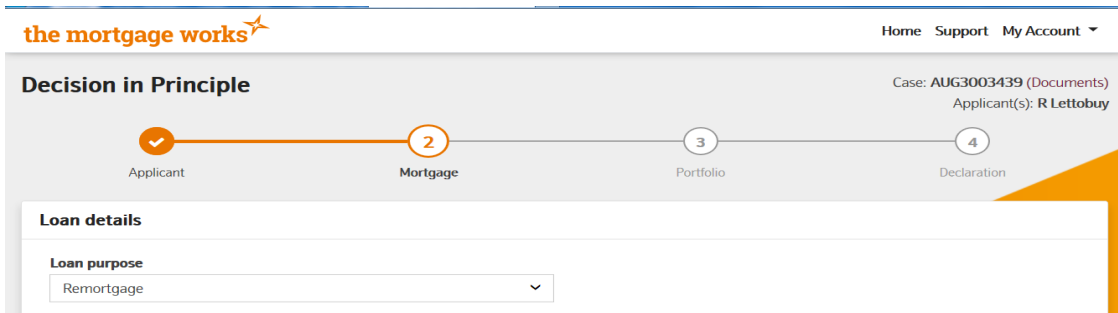 the mortgage works
Home Support My Account
Decision in Principle
Case: AUG3003439 (Documents)
Applicant(s): R Lettobuy
2 3 4
Applicant Mortgage Portfolio Declaration
Loan details
Loan purpose
Remortgage